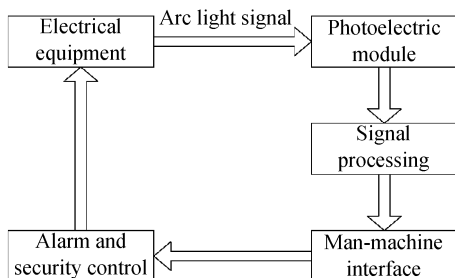 Electrical
equipment
Arc light signal
Photoelectric
module
Signal
processing
Alarm and
security control
Man-machine
interface